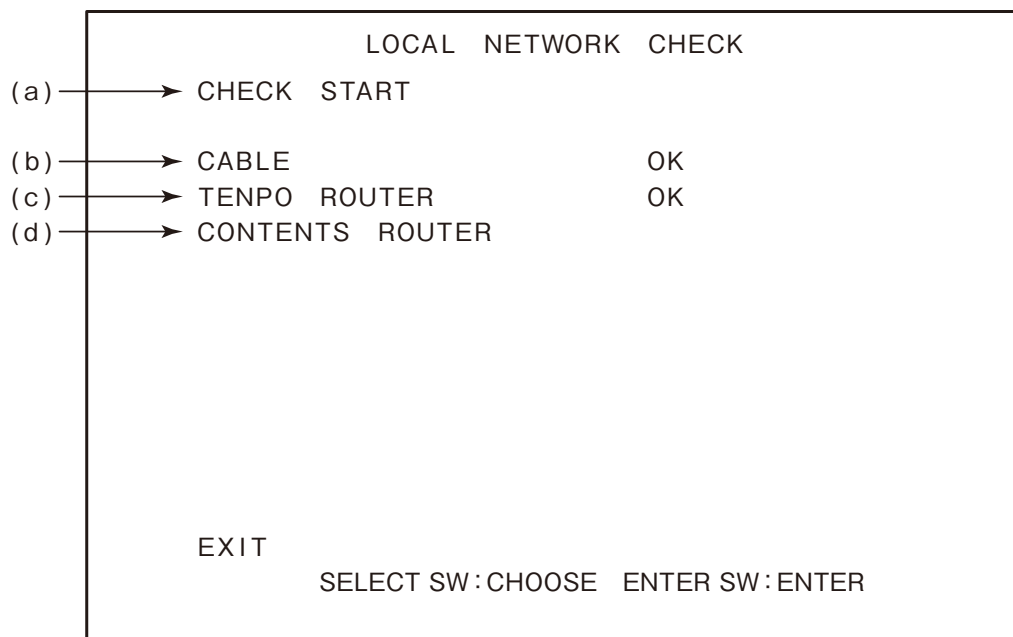 LOCAL NETWORK CHECK
(a) CHECK START
(b) CABLE OK
(c) TENPO ROUTER OK
(d) CONTENTS ROUTER
EXIT
SELECT SW:CHOOSE ENTER SW:ENTER